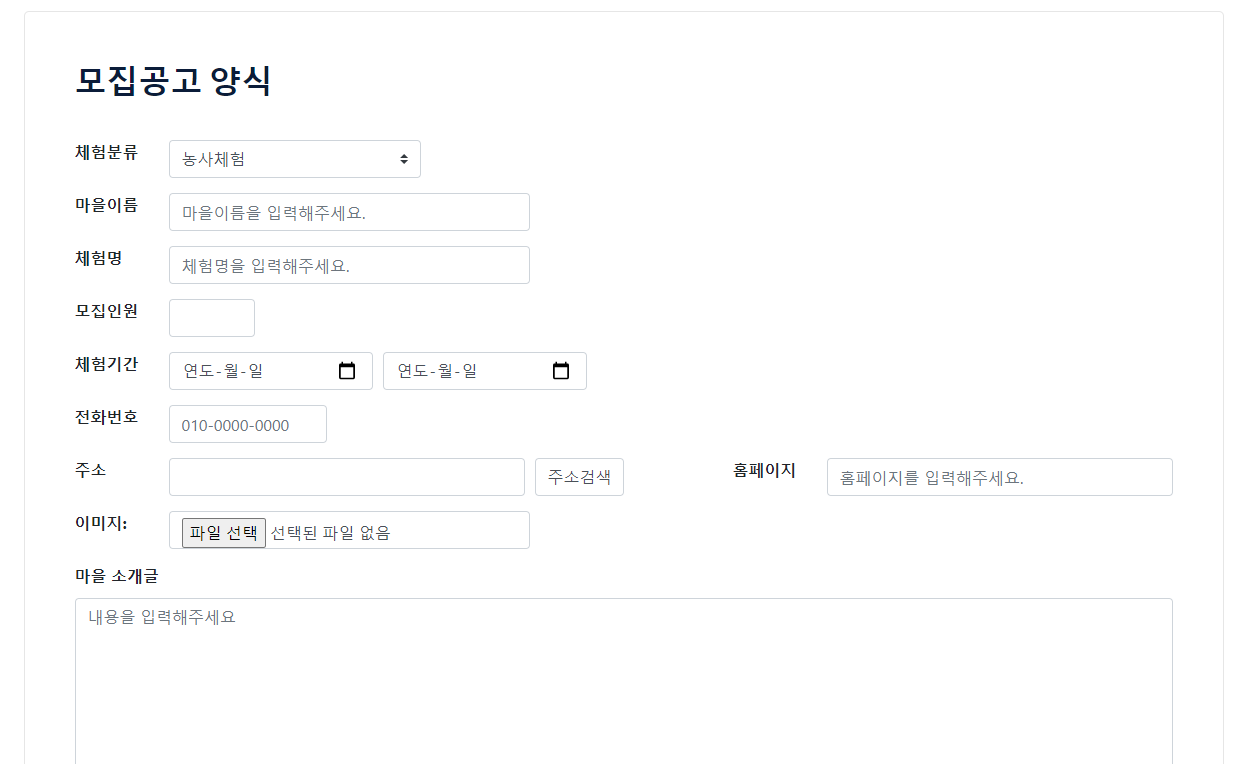 모집공고 양식
체험분류 농사체험
마을이름 마을이름을 입력해주세요.
체험명 체험명을 입력해주세요.
모집인원
체험기간 연도-월-일 연도-월-일
전화번호 010-0000-0000
주소 주소검색 홈페이지 홈페이지를 입력해주세요.
이미지: 파일 선택 선택된 파일 없음
마을 소개글
내용을 입력해주세요